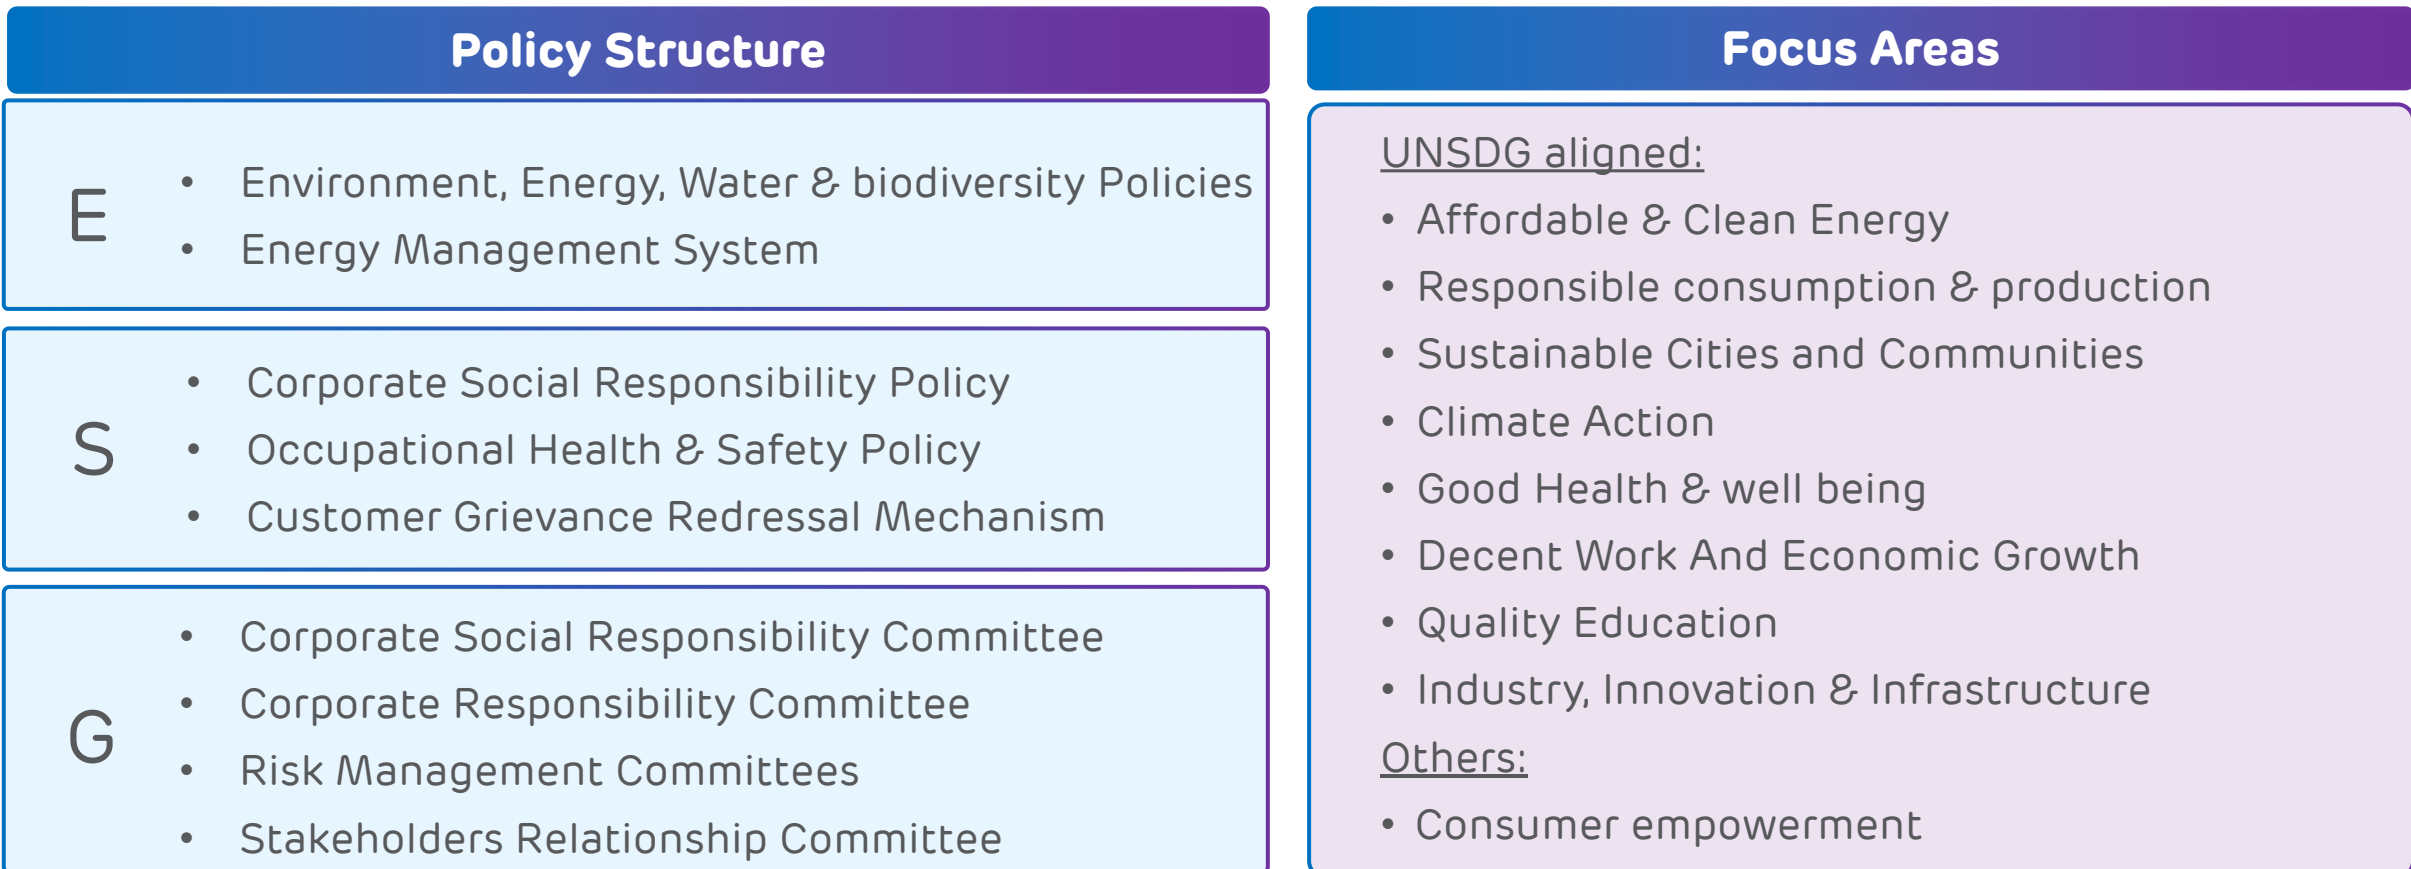 Policy Structure
E
• Environment, Energy, Water & biodiversity Policies
• Energy Management System
S
• Corporate Social Responsibility Policy
• Occupational Health & Safety Policy
• Customer Grievance Redressal Mechanism
G
• Corporate Social Responsibility Committee
• Corporate Responsibility Committee
• Risk Management Committees
• Stakeholders Relationship Committee
Focus Areas
UNSDG aligned:
• Affordable & Clean Energy
• Responsible consumption & production
• Sustainable Cities and Communities
• Climate Action
• Good Health & well being
• Decent Work And Economic Growth
• Quality Education
• Industry, Innovation & Infrastructure
Others:
• Consumer empowerment